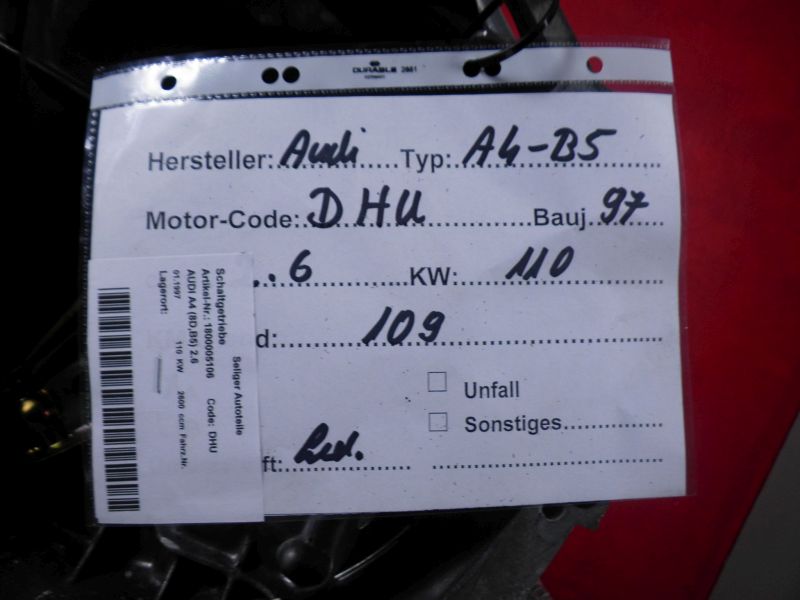 DURABLE 2661
Hersteller: Audi Typ: A4-B5
Motor-Code: DHU Bauj 97
..6 KW: 110
d: 109
Unfall
Sonstiges
ft:
Seliger Autoteile
Schaltgetriebe Code: DHU
Artikel-Nr.: 1800005106
AUDI A4 (8D,B5) 2,6
01.1997 110 KW 2600 ccm Fahrz.Nr.
Lagerort: